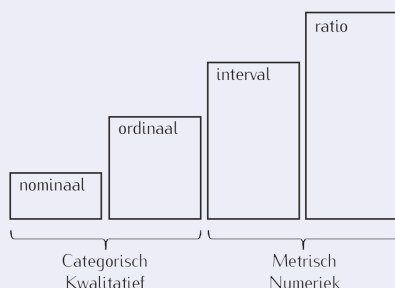 ratio
interval
ordinaal
nominaal
Categorisch
Kwalitatief
Metrisch
Numeriek